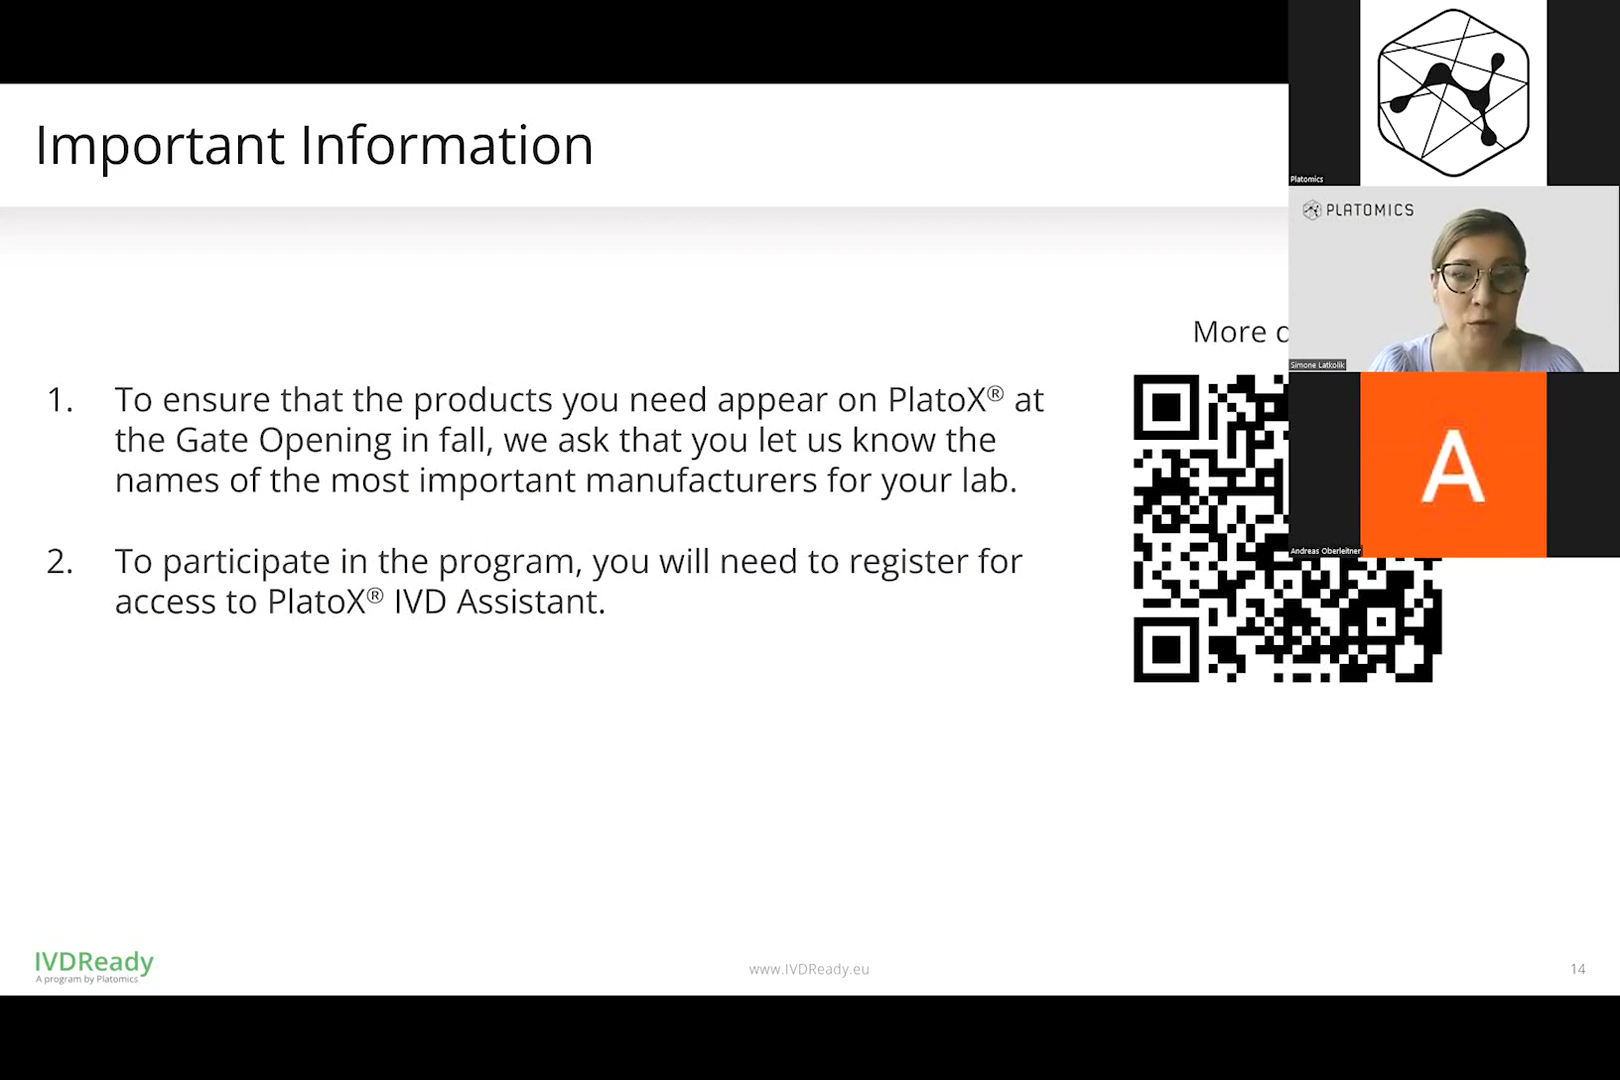 Important Information
More
1. To ensure that the products you need appear on PlatoX® at
the Gate Opening in fall, we ask that you let us know the
names of the most important manufacturers for your lab.
2. To participate in the program, you will need to register for
access to PlatoX® IVD Assistant.
IVDReady
A program by Platomics
www.IVDReady.eu
14
Platomics
PLATOMICS
Simone Latkolik
A
Andreas Oberleitner